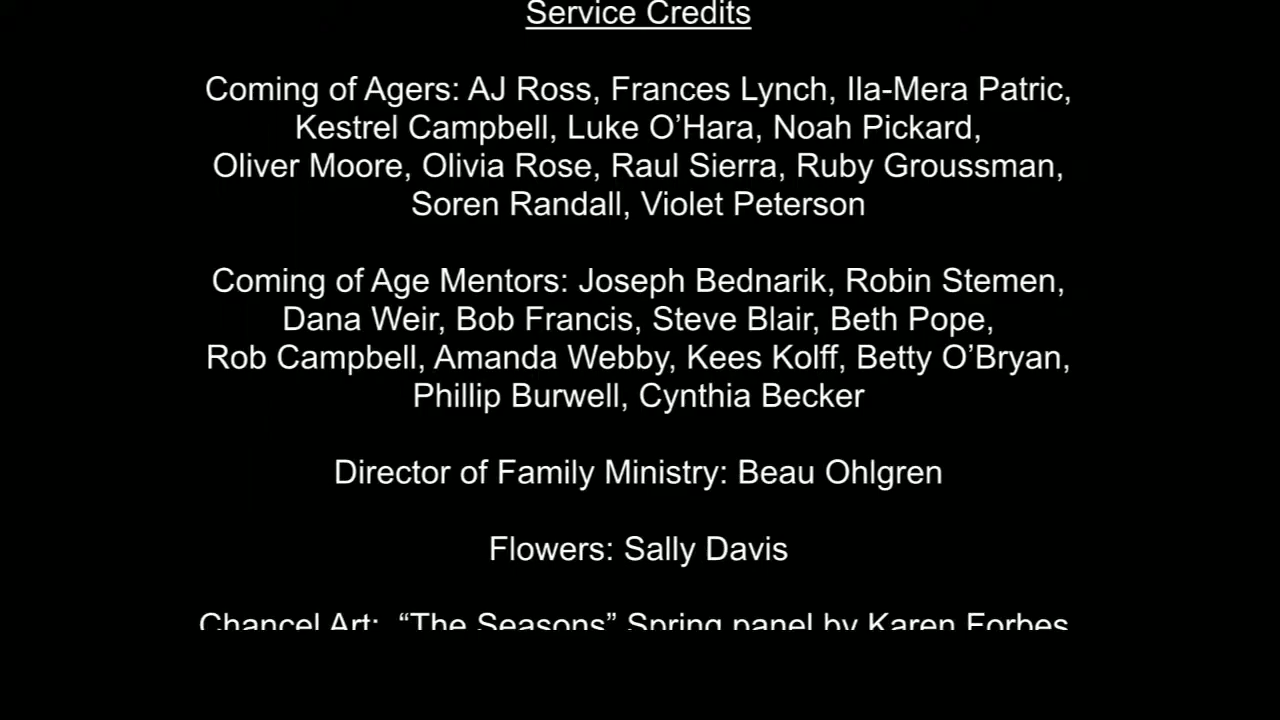 Service Credits
Coming of Agers: AJ Ross, Frances Lynch, Ila-Mera Patric,
Kestrel Campbell, Luke O’Hara, Noah Pickard,
Oliver Moore, Olivia Rose, Raul Sierra, Ruby Groussman,
Soren Randall, Violet Peterson
Coming of Age Mentors: Joseph Bednarik, Robin Stemen,
Dana Weir, Bob Francis, Steve Blair, Beth Pope,
Rob Campbell, Amanda Webby, Kees Kolff, Betty O’Bryan,
Phillip Burwell, Cynthia Becker
Director of Family Ministry: Beau Ohlgren
Flowers: Sally Davis
Chancel Art:  “The Seasons” Spring panel by Karen Forbes